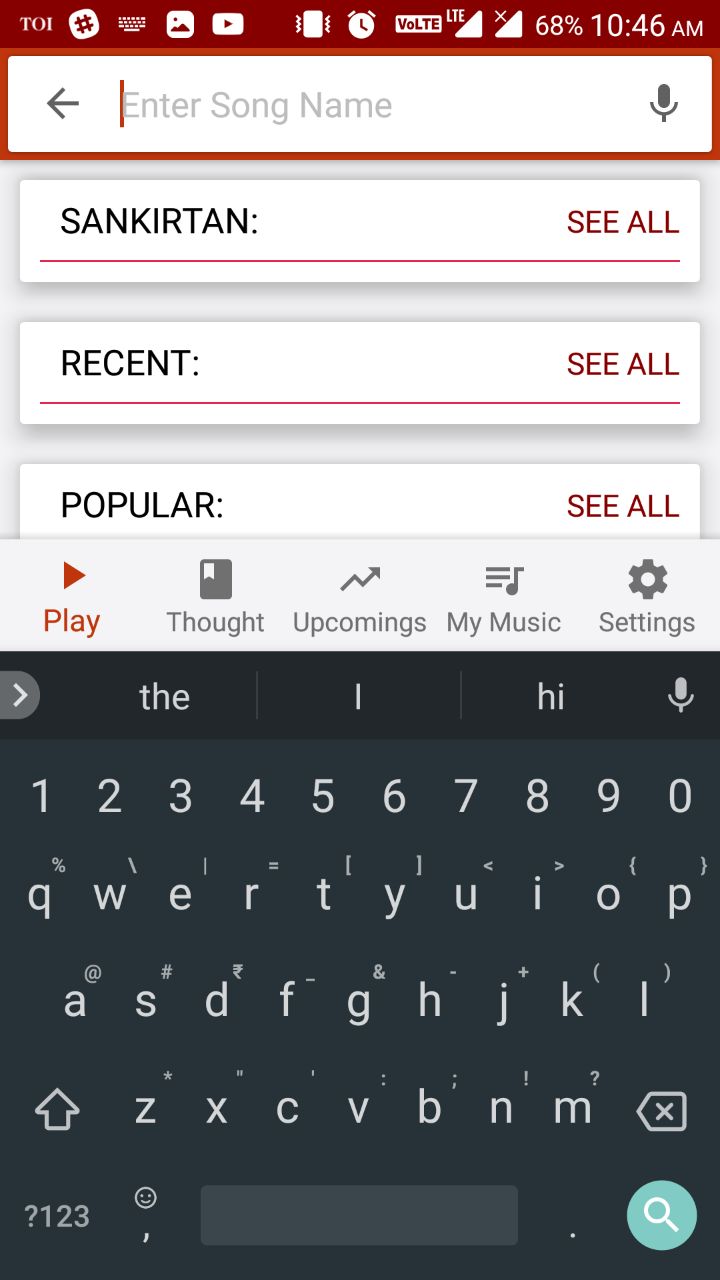 TOI VoLTE LTE 68% 10:46 AM
Enter Song Name
SANKIRTAN: SEE ALL
RECENT: SEE ALL
POPULAR: SEE ALL
Play Thought Upcomings My Music Settings
the I hi
1 2 3 4 5 6 7 8 9 0
% \ | = [ ] < > { }
q w e r t y u i o p
@ # ₹ _ & - + ( )
a s d f g h j k l
* " ' : ; ! ?
z x c v b n m
?123 , .